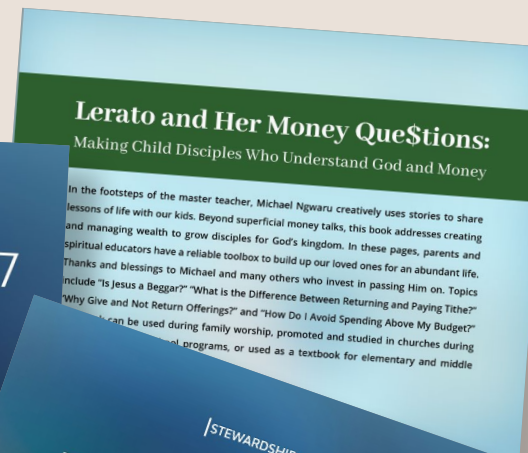 Lerato and Her Money Que$tions:
Making Child Disciples Who Understand God and Money
In the footsteps of the master teacher, Michael Ngwaru creatively uses stories to share
lessons of life with our kids. Beyond superficial money talks, this book addresses creating
and managing wealth to grow disciples for God's kingdom. In these pages, parents and
spiritual educators have a reliable toolbox to build up our loved ones for an abundant life.
Thanks and blessings to Michael and many others who invest in passing Him on. Topics
include "Is Jesus a Beggar?" "What is the Difference Between Returning and Paying Tithe?"
"Why Give and Not Return Offerings?" and "How Do I Avoid Spending Above My Budget?"
can be used during family worship, promoted and studied in churches during
programs, or used as a textbook for elementary and middle
7
STEWARDSHIP